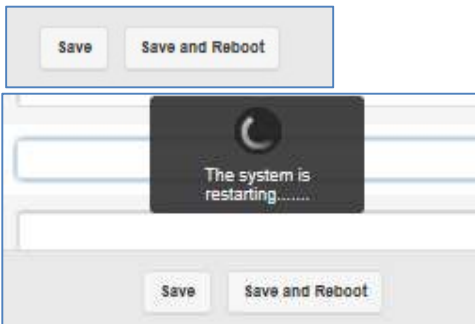 Save Save and Reboot
The system is
restarting.......
Save Save and Reboot